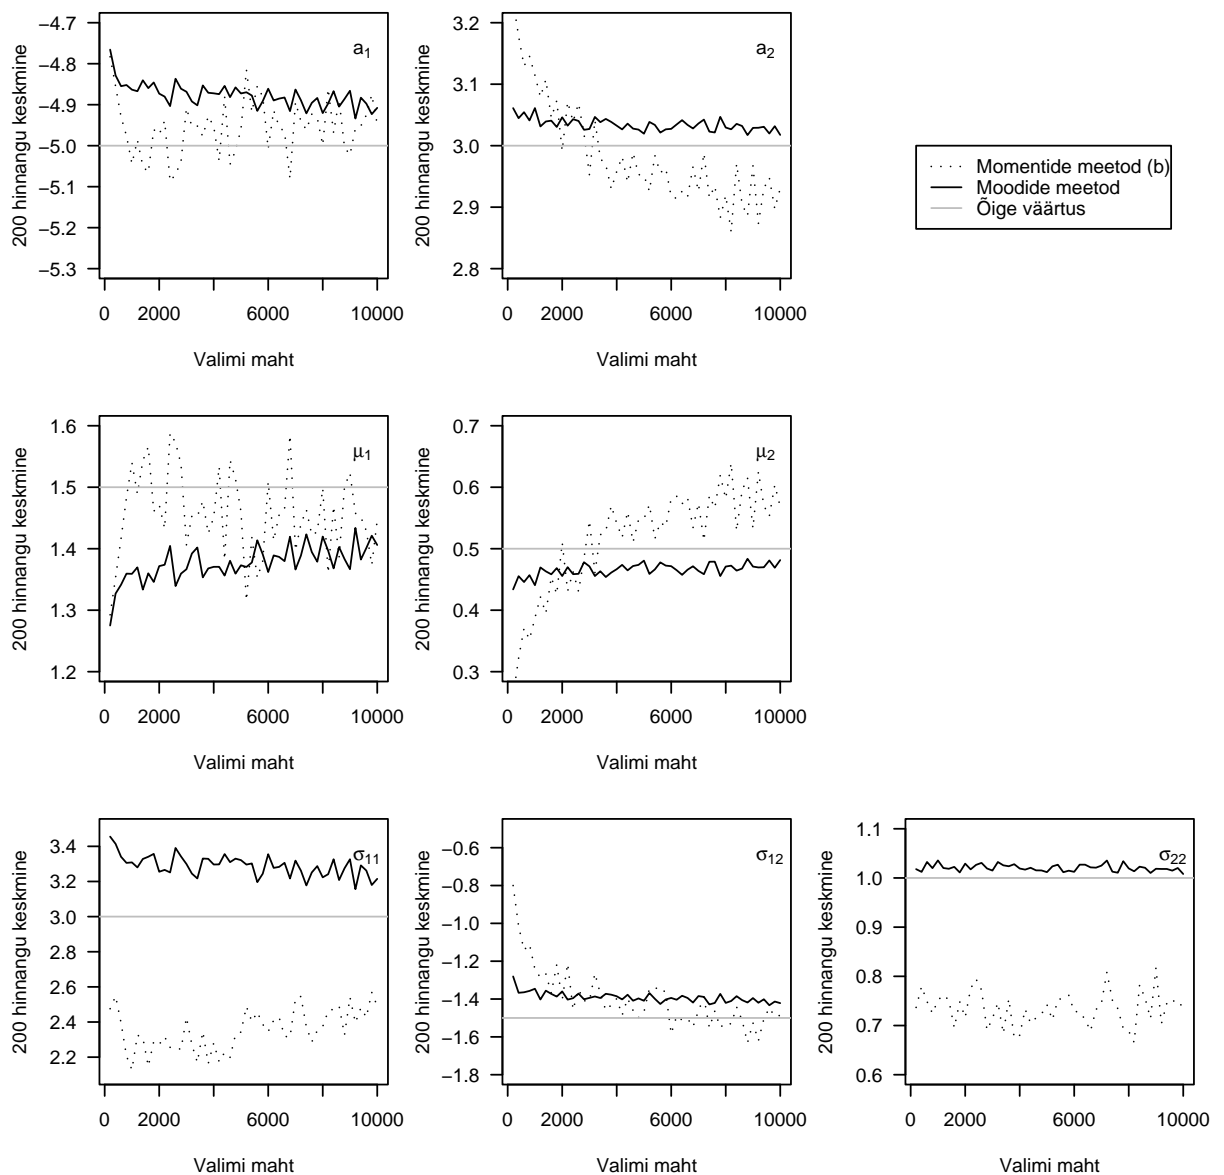 a1
200 hinnangu keskmine
−4.7
−4.8
−4.9
−5.0
−5.1
−5.2
−5.3
0 2000 6000 10000
Valimi maht
a2
200 hinnangu keskmine
3.2
3.1
3.0
2.9
2.8
0 2000 6000 10000
Valimi maht
Momentide meetod (b)
Moodide meetod
Õige väärtus
μ1
200 hinnangu keskmine
1.6
1.5
1.4
1.3
1.2
0 2000 6000 10000
Valimi maht
μ2
200 hinnangu keskmine
0.7
0.6
0.5
0.4
0.3
0 2000 6000 10000
Valimi maht
σ11
200 hinnangu keskmine
3.4
3.2
3.0
2.8
2.6
2.4
2.2
0 2000 6000 10000
Valimi maht
σ12
200 hinnangu keskmine
−0.6
−0.8
−1.0
−1.2
−1.4
−1.6
−1.8
0 2000 6000 10000
Valimi maht
σ22
200 hinnangu keskmine
1.1
1.0
0.9
0.8
0.7
0.6
0 2000 6000 10000
Valimi maht